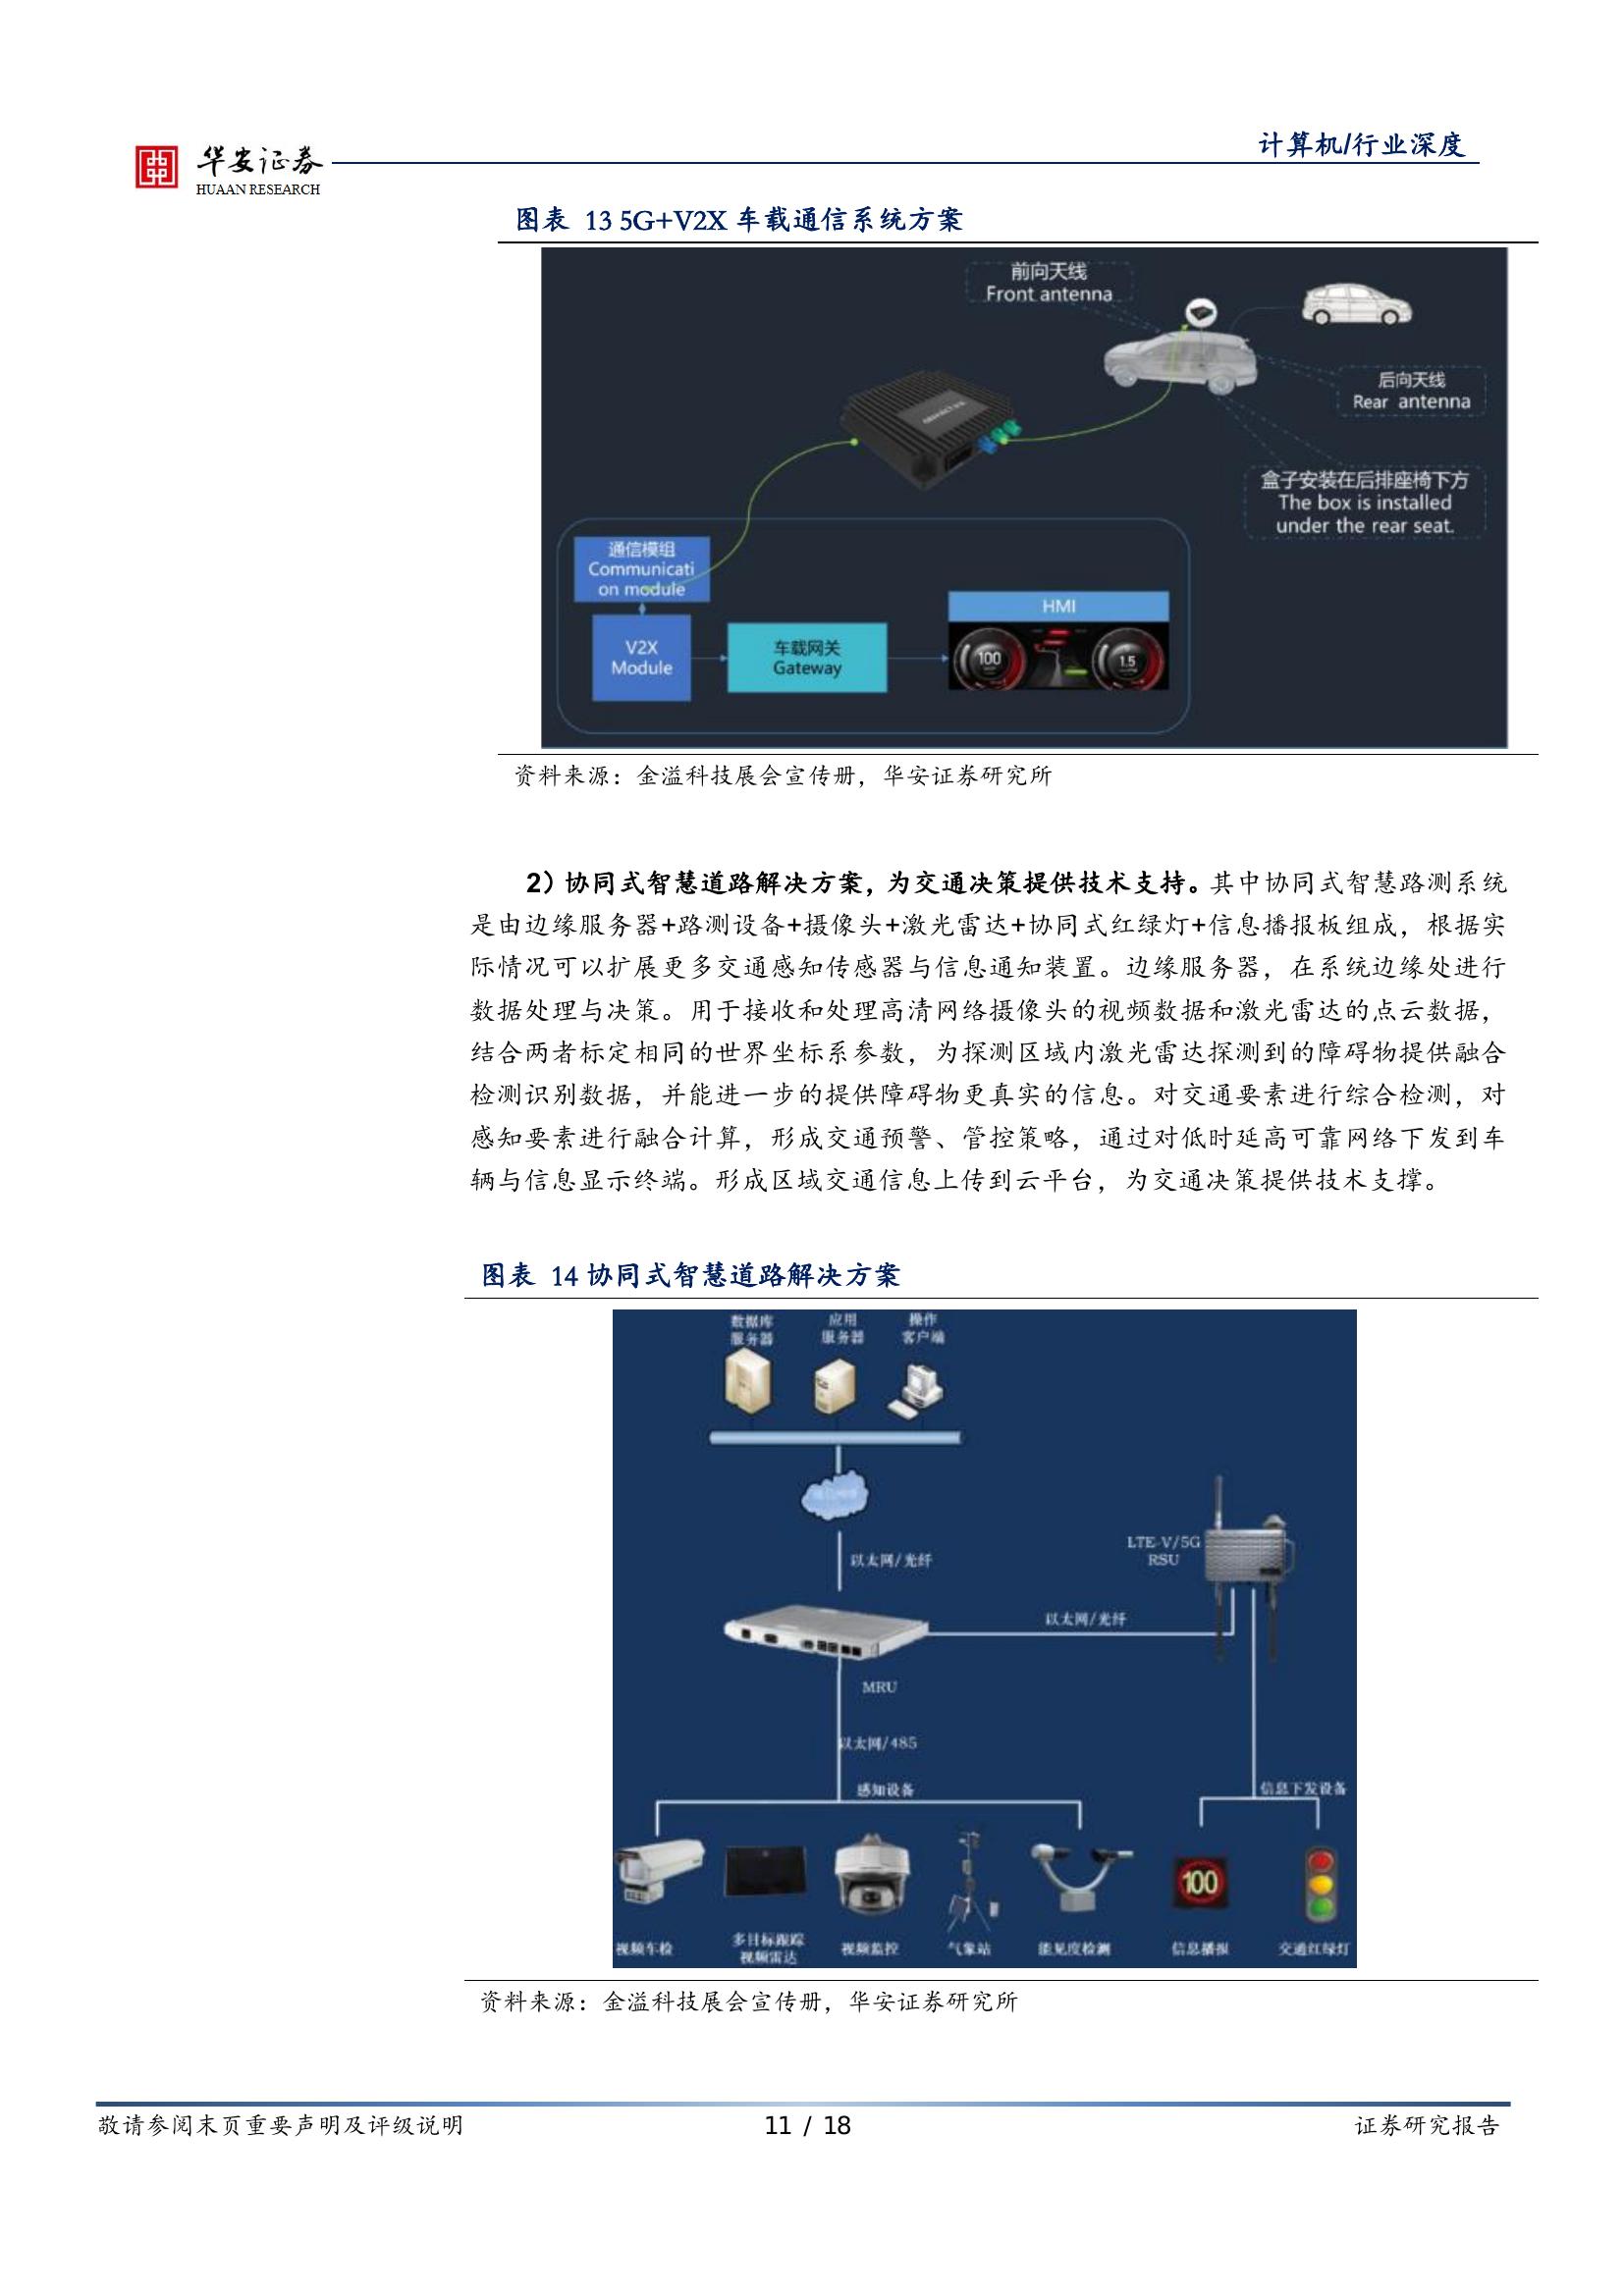 华安证券
HUAAN RESEARCH
计算机/行业深度
图表 13 5G+V2X 车载通信系统方案
前向天线
Front antenna
后向天线
Rear antenna
盒子安装在后排座椅下方
The box is installed
under the rear seat.
通信模组
Communicati
on module
V2X
Module
车载网关
Gateway
HMI
100
1.5
资料来源：金溢科技展会宣传册，华安证券研究所
2）协同式智慧道路解决方案，为交通决策提供技术支持。其中协同式智慧路测系统
是由边缘服务器+路测设备+摄像头+激光雷达+协同式红绿灯+信息播报板组成，根据实
际情况可以扩展更多交通感知传感器与信息通知装置。边缘服务器，在系统边缘处进行
数据处理与决策。用于接收和处理高清网络摄像头的视频数据和激光雷达的点云数据，
结合两者标定相同的世界坐标系参数，为探测区域内激光雷达探测到的障碍物提供融合
检测识别数据，并能进一步的提供障碍物更真实的信息。对交通要素进行综合检测，对
感知要素进行融合计算，形成交通预警、管控策略，通过对低时延高可靠网络下发到车
辆与信息显示终端。形成区域交通信息上传到云平台，为交通决策提供技术支撑。
图表 14 协同式智慧道路解决方案
数据库
服务器
应用
服务器
操作
客户端
以太网/光纤
LTE-V/5G
RSU
以太网/光纤
MRU
以太网/485
感知设备
信息下发设备
100
视频车检
多目标跟踪
视频雷达
视频监控
气象站
能见度检测
信息播报
交通红绿灯
资料来源：金溢科技展会宣传册，华安证券研究所
敬请参阅末页重要声明及评级说明
11 / 18
证券研究报告